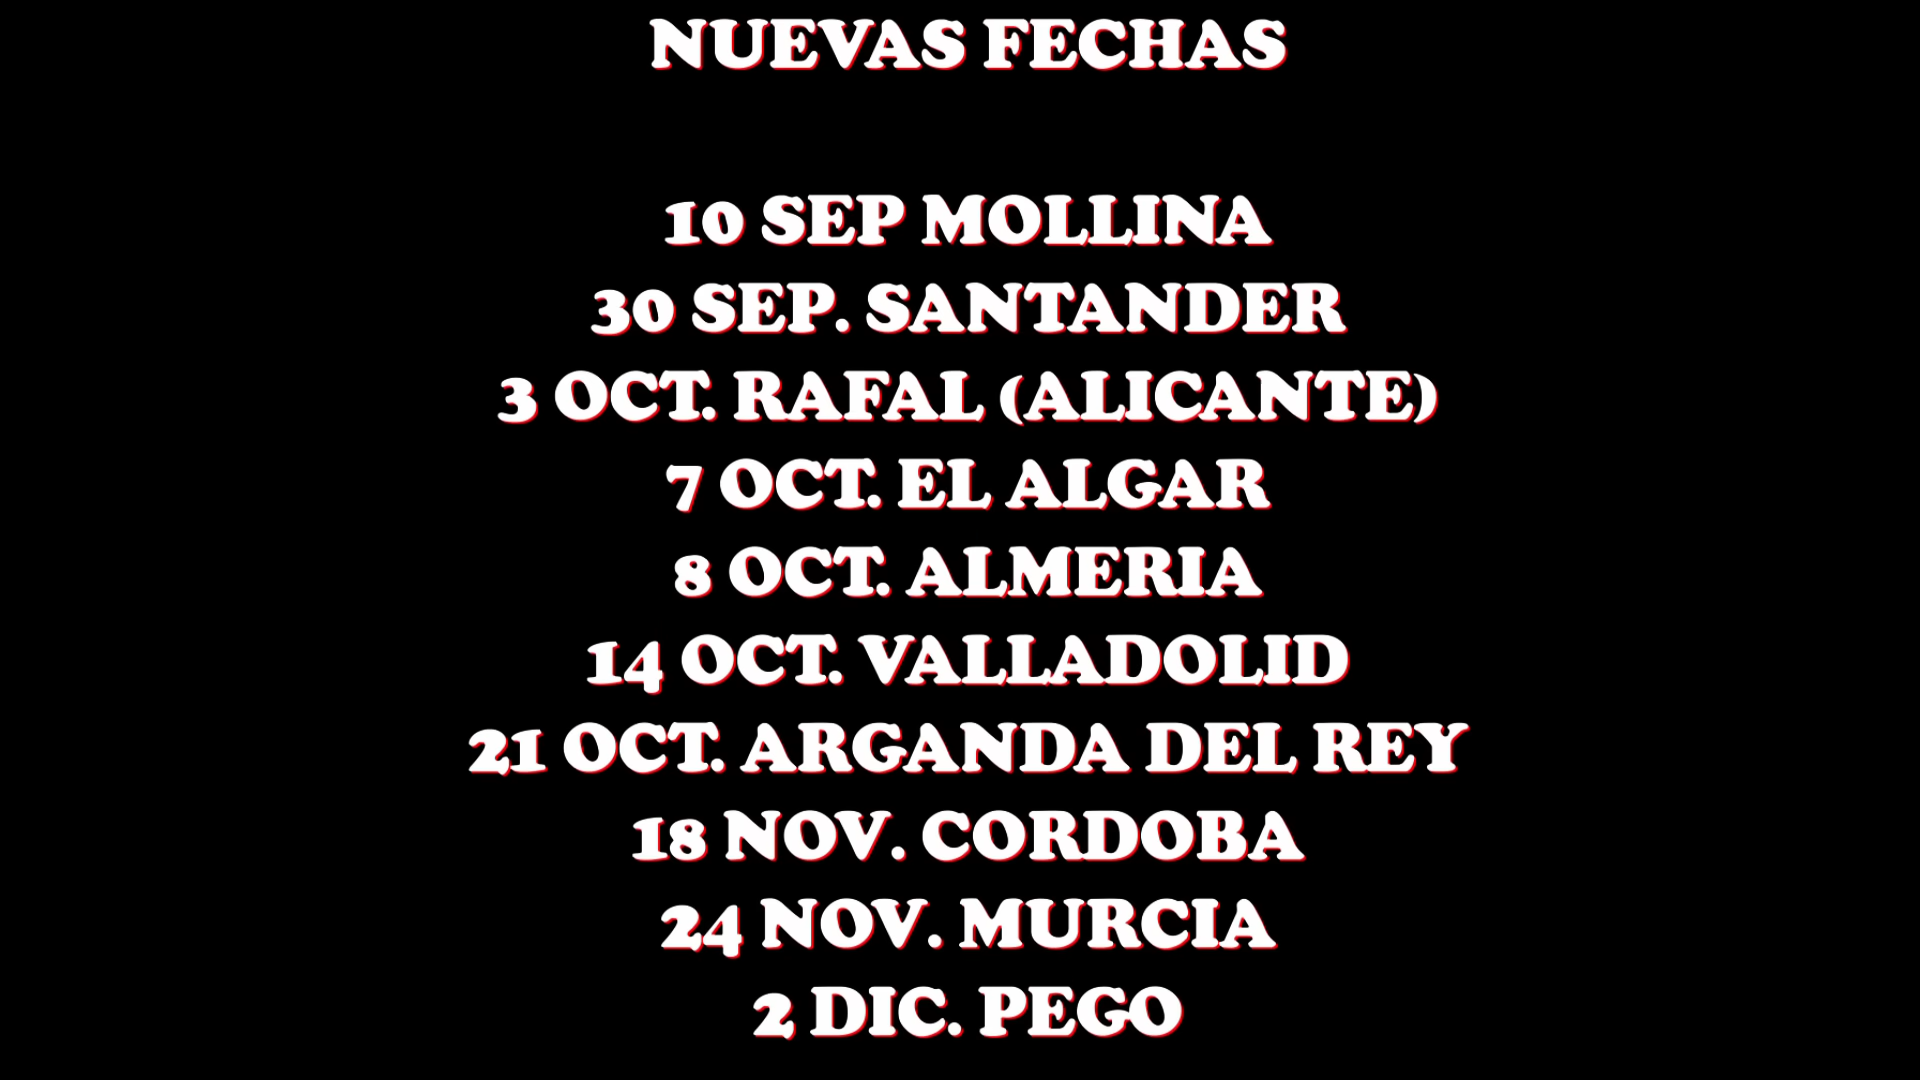 NUEVAS FECHAS
10 SEP MOLLINA
30 SEP. SANTANDER
3 OCT. RAFAL (ALICANTE)
7 OCT. EL ALGAR
8 OCT. ALMERIA
14 OCT. VALLADOLID
21 OCT. ARGANDA DEL REY
18 NOV. CORDOBA
24 NOV. MURCIA
2 DIC. PEGO